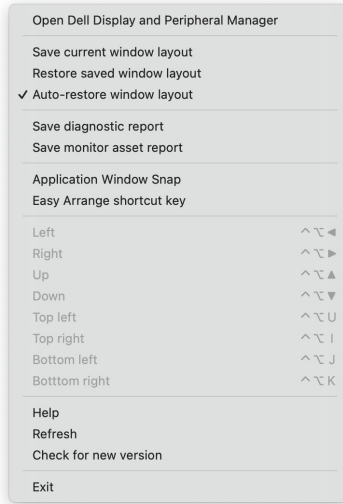 Open Dell Display and Peripheral Manager
Save current window layout
Restore saved window layout
✓ Auto-restore window layout
Save diagnostic report
Save monitor asset report
Application Window Snap
Easy Arrange shortcut key
Left ^⌥◀
Right ^⌥▶
Up ^⌥▲
Down ^⌥▼
Top left ^⌥U
Top right ^⌥I
Bottom left ^⌥J
Botttom right ^⌥K
Help
Refresh
Check for new version
Exit